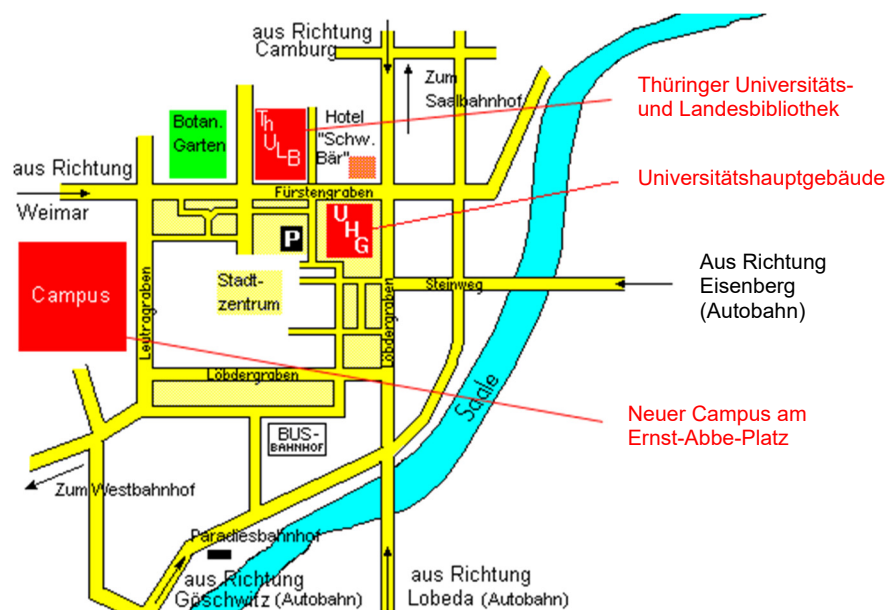 aus Richtung
Camburg
Zum
Saalbahnhof
Thüringer Universitäts-
und Landesbibliothek
Botan.
Garten
ThULB
Hotel
"Schw.
Bär"
aus Richtung
Weimar
Fürstengraben
Universitätshauptgebäude
UHG
P
Campus
Stadt-
zentrum
Leutragraben
Löbdergraben
Steinweg
Aus Richtung
Eisenberg
(Autobahn)
Löbdergraben
Saale
Neuer Campus am
Ernst-Abbe-Platz
BUS-
BAHNHOF
Zum Westbahnhof
Paradiesbahnhof
aus Richtung
Göschwitz (Autobahn)
aus Richtung
Lobeda (Autobahn)